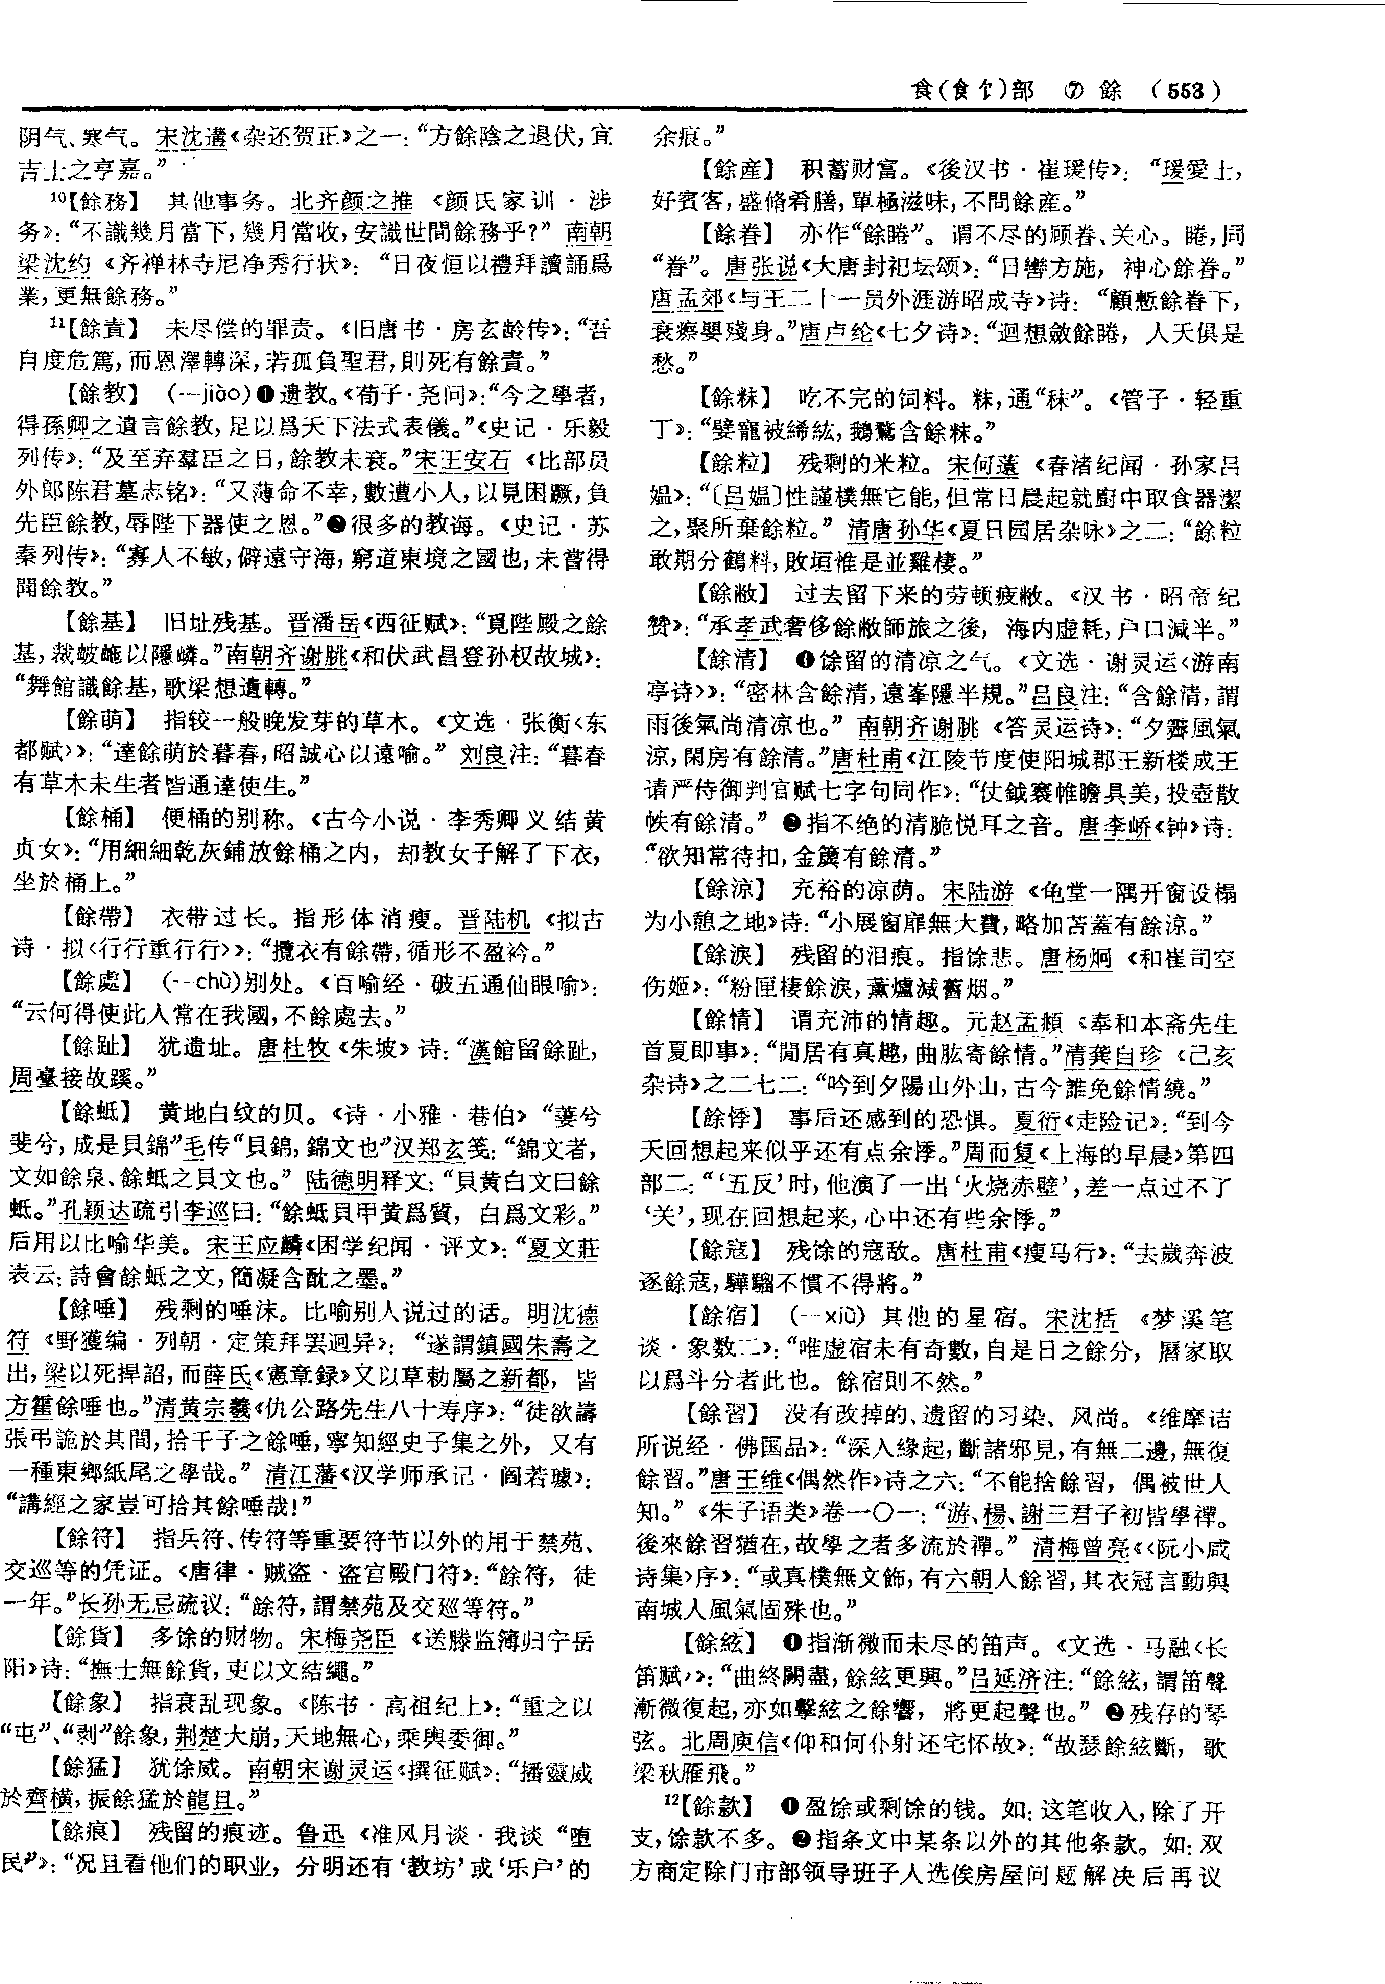 食(食饣)部　⑦　餘　(553)
阴气、寒气。宋沈遘《杂还贺正》之一：“方餘陰之退伏，宜
吉士之亨嘉。”
¹⁰【餘務】　其他事务。北齐颜之推《颜氏家训·涉
务》：“不識幾月當下，幾月當收，安識世間餘務乎？”南朝
梁沈约《齐禅林寺尼净秀行状》：“日夜恒以禮拜讀誦爲
業，更無餘務。”
¹¹【餘責】　未尽偿的罪责。《旧唐书·房玄龄传》：“吾
自度危篤，而恩澤轉深，若孤負聖君，則死有餘責。”
【餘教】　(—jiào)❶遗教。《荀子·尧问》：“今之學者，
得孫卿之遺言餘教，足以爲天下法式表儀。”《史记·乐毅
列传》：“及至弃羣臣之日，餘教未衰。”宋王安石《比部员
外郎陈君墓志铭》：“又薄命不幸，數遭小人，以見困蹶，負
先臣餘教，辱陛下器使之恩。”❷很多的教诲。《史记·苏
秦列传》：“寡人不敏，僻遠守海，窮道東境之國也，未嘗得
聞餘教。”
【餘基】　旧址残基。晋潘岳《西征赋》：“覓陛殿之餘
基，裁岥岮以隱嶙。”南朝齐谢朓《和伏武昌登孙权故城》：
“舞館識餘基，歌梁想遺轉。”
【餘萌】　指较一般晚发芽的草木。《文选·张衡〈东
都赋〉》：“達餘萌於暮春，昭誠心以遠喻。”刘良注：“暮春
有草木未生者皆通達使生。”
【餘桶】　便桶的别称。《古今小说·李秀卿义结黄
贞女》：“用細細乾灰鋪放餘桶之内，却教女子解了下衣，
坐於桶上。”
【餘帶】　衣带过长。指形体消瘦。晋陆机《拟古
诗·拟〈行行重行行〉》：“攬衣有餘帶，循形不盈衿。”
【餘處】　(—chù)别处。《百喻经·破五通仙眼喻》：
“云何得使此人常在我國，不餘處去。”
【餘趾】　犹遗址。唐杜牧《朱坡》诗：“漢館留餘趾，
周臺接故蹊。”
【餘蚳】　黄地白纹的贝。《诗·小雅·巷伯》“萋兮
斐兮，成是貝錦”毛传“貝錦，錦文也”汉郑玄笺：“錦文者，
文如餘泉、餘蚳之貝文也。”陆德明释文：“貝黄白文曰餘
蚳。”孔颖达疏引李巡曰：“餘蚳貝甲黄爲質，白爲文彩。”
后用以比喻华美。宋王应麟《困学纪闻·评文》：“夏文莊
表云：詩會餘蚳之文，簡凝含酖之墨。”
【餘唾】　残剩的唾沫。比喻别人说过的话。明沈德
符《野獲编·列朝·定策拜罢迥异》：“遂謂鎮國朱壽之
出，梁以死捍詔，而薛氏《憲章録》又以草勅屬之新都，皆
方霍餘唾也。”清黄宗羲《仇公路先生八十寿序》：“徒欲譸
張弔詭於其間，拾千子之餘唾，寧知經史子集之外，又有
一種東鄉紙尾之學哉。”清江藩《汉学师承记·阎若璩》：
“講經之家豈可拾其餘唾哉！”
【餘符】　指兵符、传符等重要符节以外的用于禁苑、
交巡等的凭证。《唐律·贼盗·盗官殿门符》：“餘符，徒
一年。”长孙无忌疏议：“餘符，謂禁苑及交廵等符。”
【餘貨】　多馀的财物。宋梅尧臣《送滕监簿归宁岳
阳》诗：“撫士無餘貨，吏以文結繩。”
【餘象】　指衰乱现象。《陈书·高祖纪上》：“重之以
“屯”、“剥”餘象，荆楚大崩，天地無心，乘輿委御。”
【餘猛】　犹馀威。南朝宋谢灵运《撰征赋》：“播靈威
於齊橫，振餘猛於龍且。”
【餘痕】　残留的痕迹。鲁迅《准风月谈·我谈“堕
民”》：“况且看他们的职业，分明还有‘教坊’或‘乐户’的
余痕。”
【餘産】　积蓄财富。《後汉书·崔瑗传》：“瑗愛士，
好賓客，盛脩肴膳，單極滋味，不問餘産。”
【餘眷】　亦作“餘睠”。谓不尽的顾眷、关心。睠，同
“眷”。唐张说《大唐封祀坛颂》：“日轡方施，神心餘眷。”
唐孟郊《与王二十一员外涯游昭成寺》诗：“顧慙餘眷下，
衰瘵嬰殘身。”唐卢纶《七夕诗》：“迴想斂餘睠，人天俱是
愁。”
【餘粖】　吃不完的饲料。粖，通“秣”。《管子·轻重
丁》：“嬖寵被絺紘，鵝鶩含餘粖。”
【餘粒】　残剩的米粒。宋何薳《春渚纪闻·孙家吕
媪》：“〔吕媪〕性謹樸無它能，但常日晨起就廚中取食器潔
之，聚所棄餘粒。”清唐孙华《夏日园居杂咏》之二：“餘粒
敢期分鶴料，敗垣惟是並雞棲。”
【餘敝】　过去留下来的劳顿疲敝。《汉书·昭帝纪
赞》：“承孝武奢侈餘敝師旅之後，海内虚耗，户口減半。”
【餘清】　❶馀留的清凉之气。《文选·谢灵运〈游南
亭诗〉》：“密林含餘清，遠峯隱半規。”吕良注：“含餘清，謂
雨後氣尚清凉也。”南朝齐谢朓《答灵运诗》：“夕霽風氣
涼，閑房有餘清。”唐杜甫《江陵节度使阳城郡王新楼成王
请严侍御判官赋七字句同作》：“仗鉞褰帷瞻具美，投壺散
帙有餘清。”❷指不绝的清脆悦耳之音。唐李峤《钟》诗：
“欲知常待扣，金簴有餘清。”
【餘涼】　充裕的凉荫。宋陆游《龟堂一隅开窗设榻
为小憩之地》诗：“小展窗扉無大費，略加苫蓋有餘涼。”
【餘淚】　残留的泪痕。指馀悲。唐杨炯《和崔司空
伤姬》：“粉匣棲餘淚，薰爐減舊烟。”
【餘情】　谓充沛的情趣。元赵孟頫《奉和本斋先生
首夏即事》：“閒居有真趣，曲肱寄餘情。”清龚自珍《己亥
杂诗》之二七二：“吟到夕陽山外山，古今誰免餘情繞。”
【餘悸】　事后还感到的恐惧。夏衍《走险记》：“到今
天回想起来似乎还有点余悸。”周而复《上海的早晨》第四
部二：“‘五反’时，他演了一出‘火烧赤壁’，差一点过不了
‘关’，现在回想起来，心中还有些余悸。”
【餘寇】　残馀的寇敌。唐杜甫《瘦马行》：“去歲奔波
逐餘寇，驊騮不慣不得將。”
【餘宿】　(—xiù)其他的星宿。宋沈括《梦溪笔
谈·象数二》：“唯虚宿未有奇數，自是日之餘分，曆家取
以爲斗分者此也。餘宿則不然。”
【餘習】　没有改掉的、遗留的习染、风尚。《维摩诘
所说经·佛国品》：“深入緣起，斷諸邪見，有無二邊，無復
餘習。”唐王维《偶然作》诗之六：“不能捨餘習，偶被世人
知。”《朱子语类》卷一〇一：“游、楊、謝三君子初皆學禪。
後來餘習猶在，故學之者多流於禪。”清梅曾亮《〈阮小咸
诗集〉序》：“或真樸無文飾，有六朝人餘習，其衣冠言動與
南城人風氣固殊也。”
【餘絃】　❶指渐微而未尽的笛声。《文选·马融〈长
笛赋〉》：“曲終闋盡，餘絃更興。”吕延济注：“餘絃，謂笛聲
漸微復起，亦如擊絃之餘響，將更起聲也。”❷残存的琴
弦。北周庾信《仰和何仆射还宅怀故》：“故瑟餘絃斷，歌
梁秋雁飛。”
¹²【餘款】　❶盈馀或剩馀的钱。如：这笔收入，除了开
支，馀款不多。❷指条文中某条以外的其他条款。如：双
方商定除门市部领导班子人选俟房屋问题解决后再议